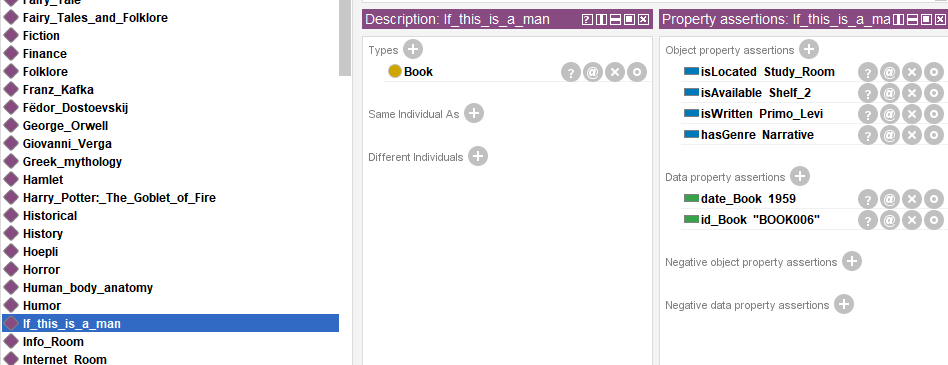 Fairy_Tale
Fairy_Tales_and_Folklore
Fiction
Finance
Folklore
Franz_Kafka
Fëdor_Dostoevskij
George_Orwell
Giovanni_Verga
Greek_mythology
Hamlet
Harry_Potter:_The_Goblet_of_Fire
Historical
History
Hoepli
Horror
Human_body_anatomy
Humor
If_this_is_a_man
Info_Room
Internet_Room
Description: If_this_is_a_man
Types
Book
Same Individual As
Different Individuals
Property assertions: If_this_is_a_ma
Object property assertions
isLocated Study_Room
isAvailable Shelf_2
isWritten Primo_Levi
hasGenre Narrative
Data property assertions
date_Book 1959
id_Book "BOOK006"
Negative object property assertions
Negative data property assertions